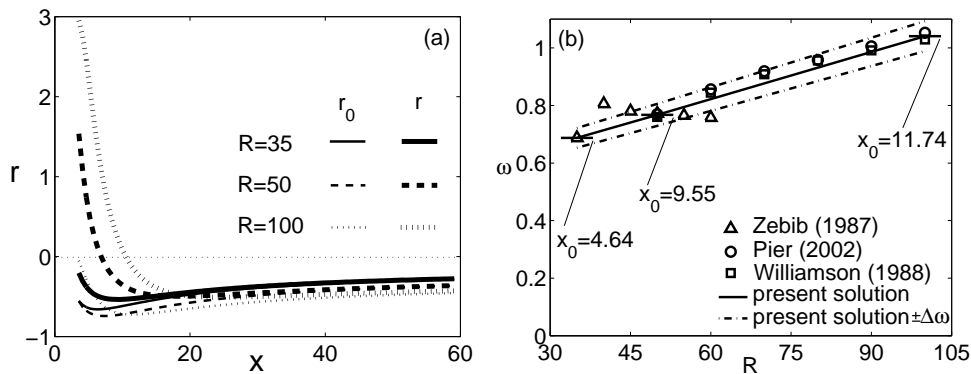 (a)
r
3
2
1
0
−1
r0 r
R=35
R=50
R=100
0 20 40 60
x
(b)
ω
1
0.8
0.6
0.4
0.2
0
x0=11.74
x0=9.55
x0=4.64
Zebib (1987)
Pier (2002)
Williamson (1988)
present solution
present solution±Δω
30 45 60 75 90 105
R